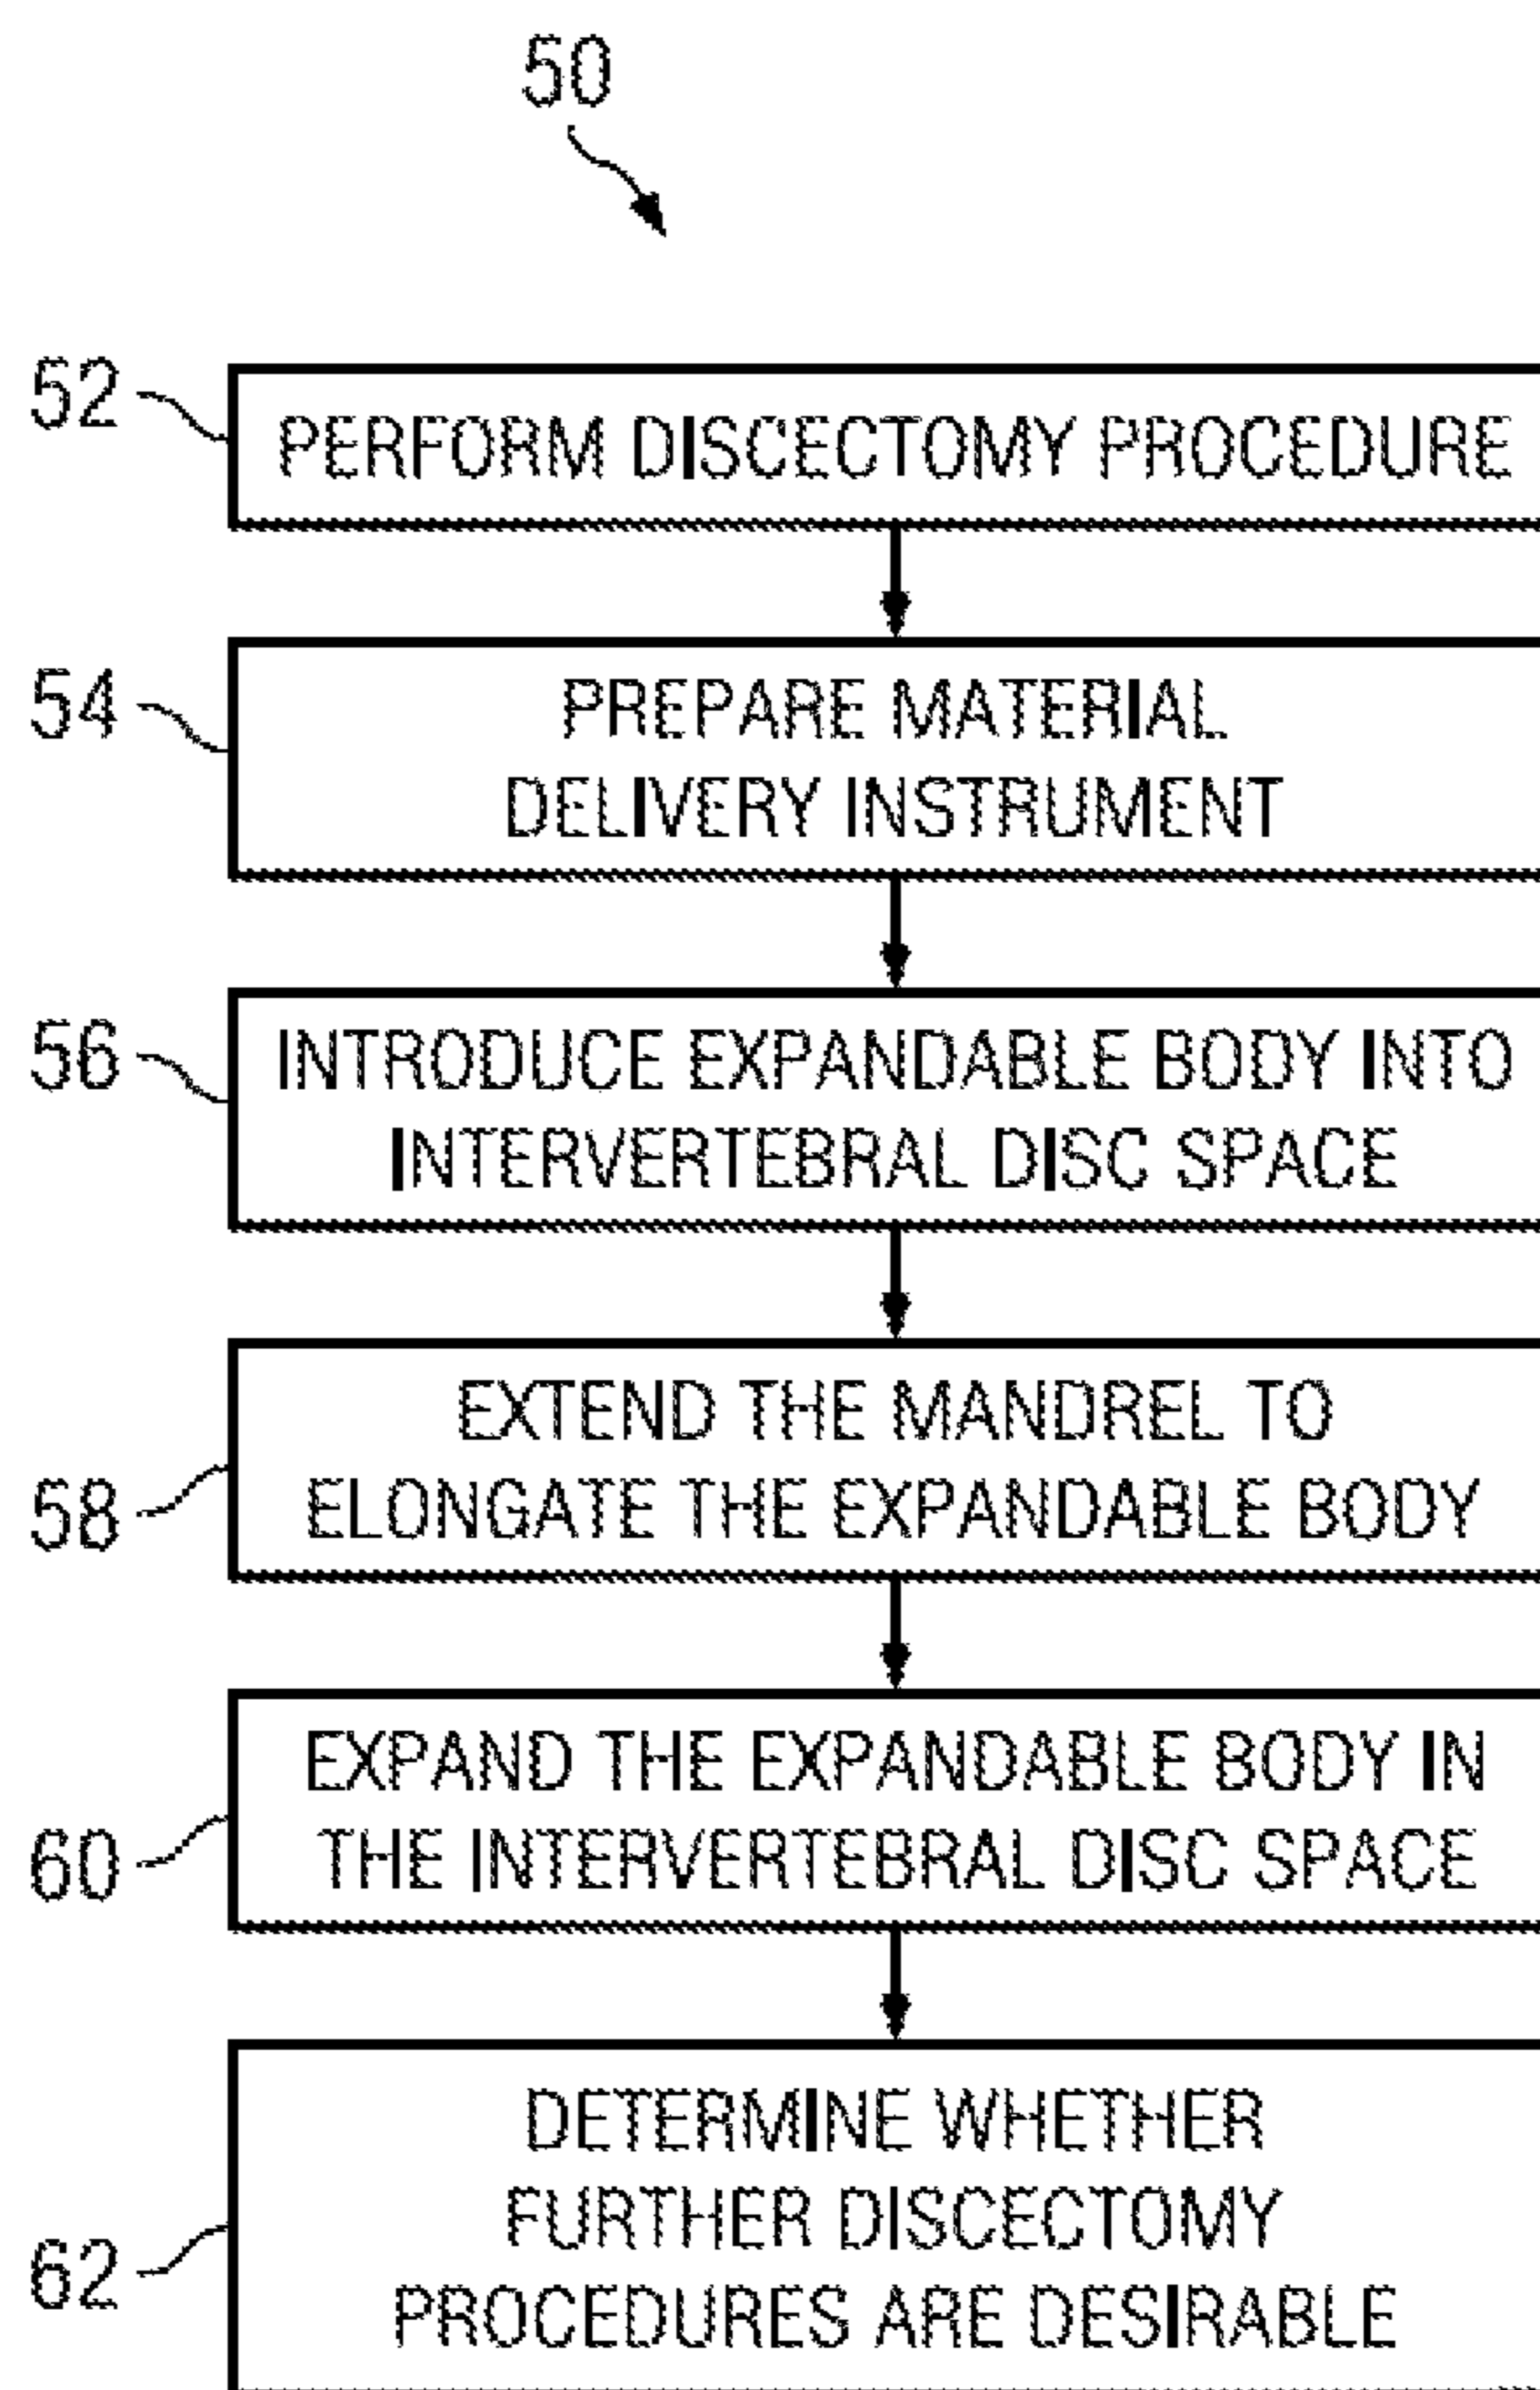 50
52
PERFORM DISCECTOMY PROCEDURE
54
PREPARE MATERIAL
DELIVERY INSTRUMENT
56
INTRODUCE EXPANDABLE BODY INTO
INTERVERTEBRAL DISC SPACE
58
EXTEND THE MANDREL TO
ELONGATE THE EXPANDABLE BODY
60
EXPAND THE EXPANDABLE BODY IN
THE INTERVERTEBRAL DISC SPACE
62
DETERMINE WHETHER
FURTHER DISCECTOMY
PROCEDURES ARE DESIRABLE